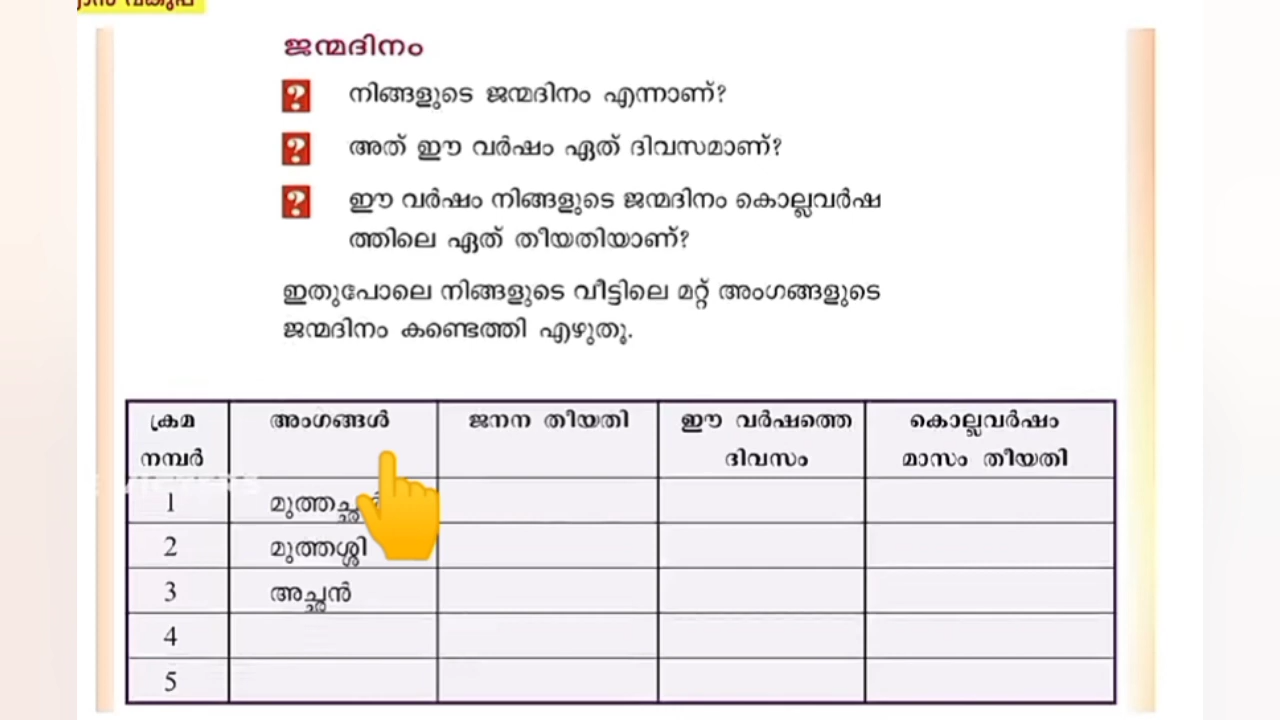 ജന്മദിനം
നിങ്ങളുടെ ജന്മദിനം എന്നാണ്?
അത് ഈ വർഷം ഏത് ദിവസമാണ്?
ഈ വർഷം നിങ്ങളുടെ ജന്മദിനം കൊല്ലവർഷ
ത്തിലെ ഏത് തീയതിയാണ്?
ഇതുപോലെ നിങ്ങളുടെ വീട്ടിലെ മറ്റ് അംഗങ്ങളുടെ
ജന്മദിനം കണ്ടെത്തി എഴുതൂ.
ക്രമ നമ്പർ അംഗങ്ങൾ ജനന തീയതി ഈ വർഷത്തെ ദിവസം കൊല്ലവർഷം മാസം തീയതി
1
2 മുത്തശ്ശി
3 അച്ഛൻ
4
5